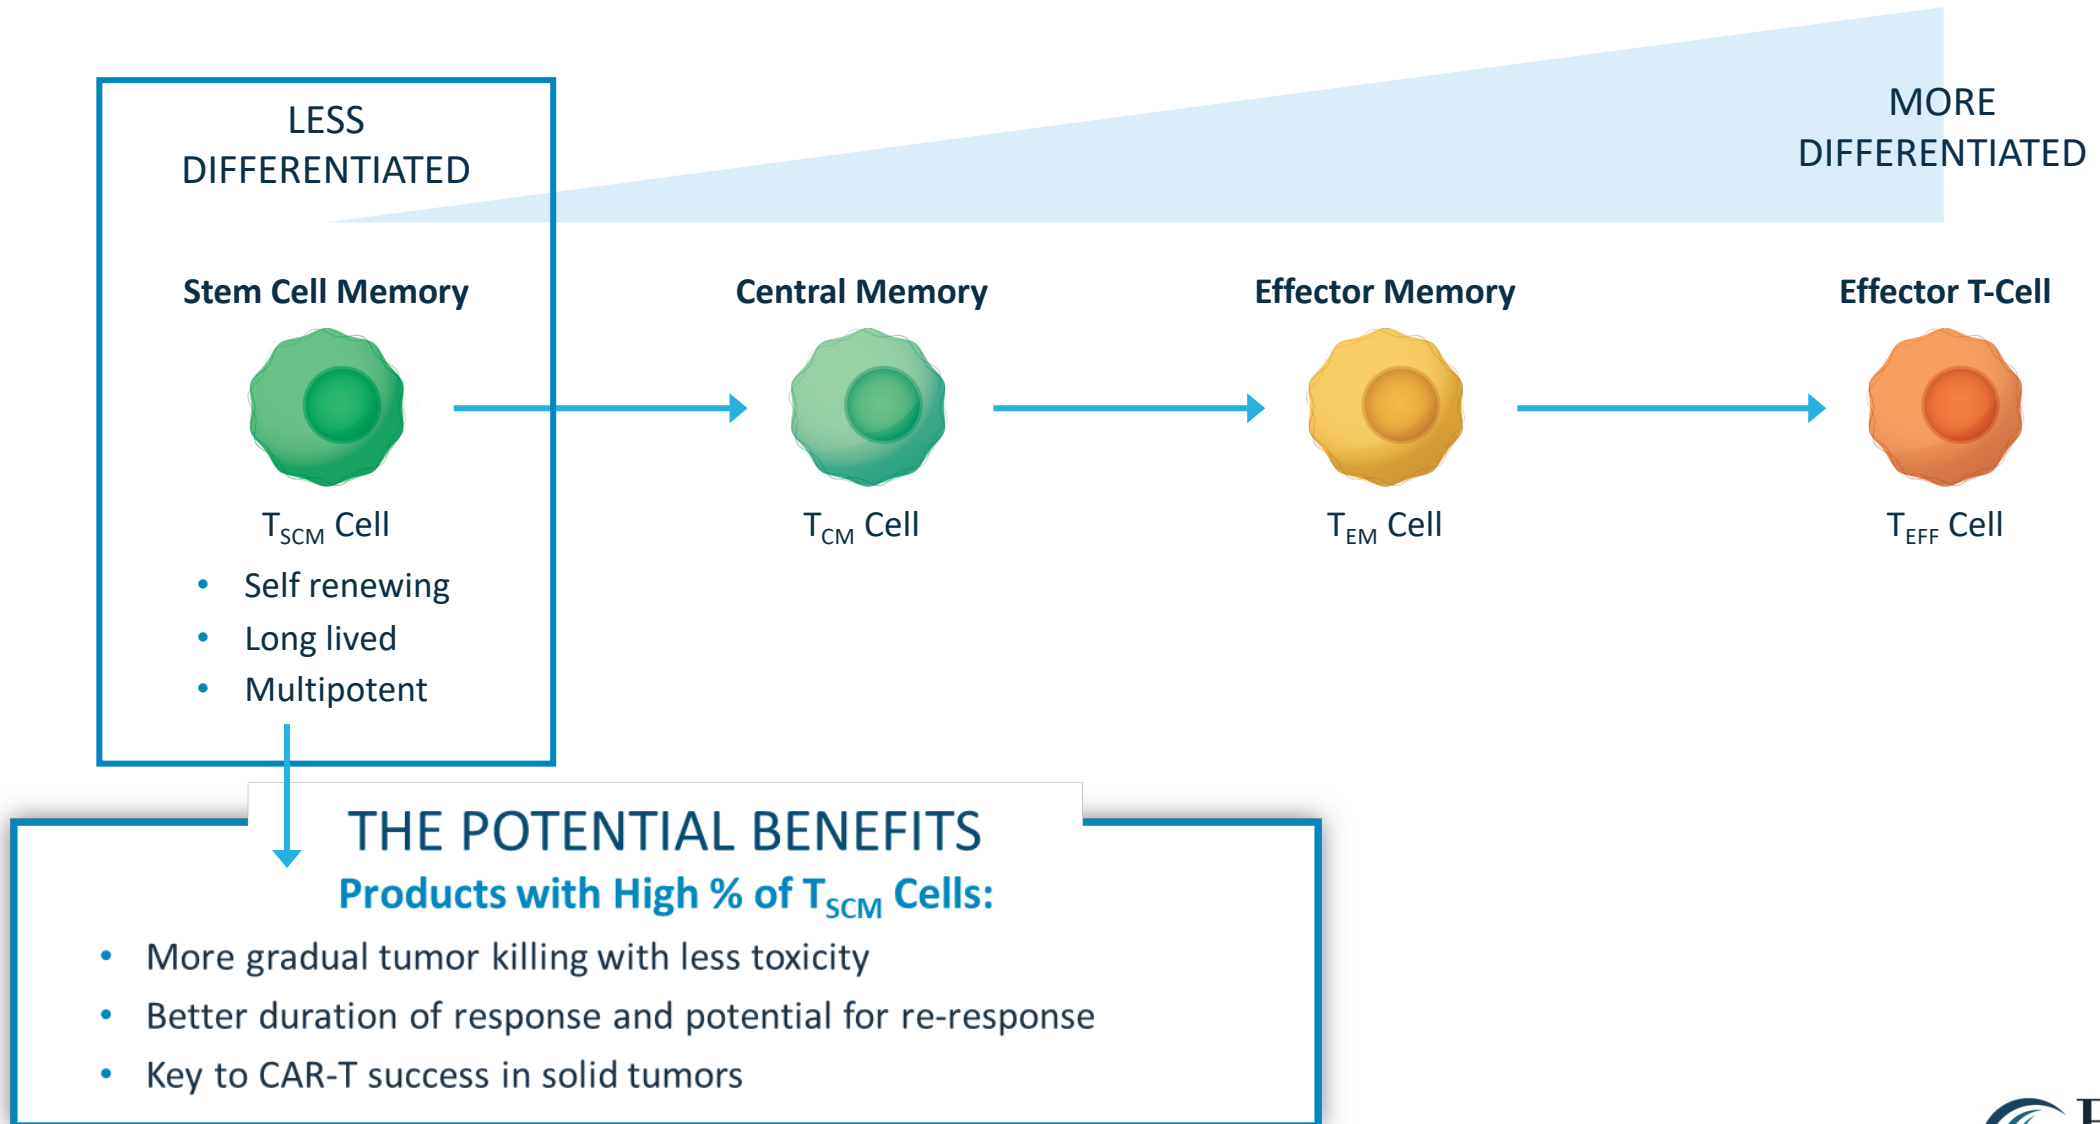 LESS
DIFFERENTIATED
MORE
DIFFERENTIATED
Stem Cell Memory
Central Memory
Effector Memory
Effector T-Cell
TSCM Cell
TCM Cell
TEM Cell
TEFF Cell
• Self renewing
• Long lived
• Multipotent
THE POTENTIAL BENEFITS
Products with High % of TSCM Cells:
• More gradual tumor killing with less toxicity
• Better duration of response and potential for re-response
• Key to CAR-T success in solid tumors